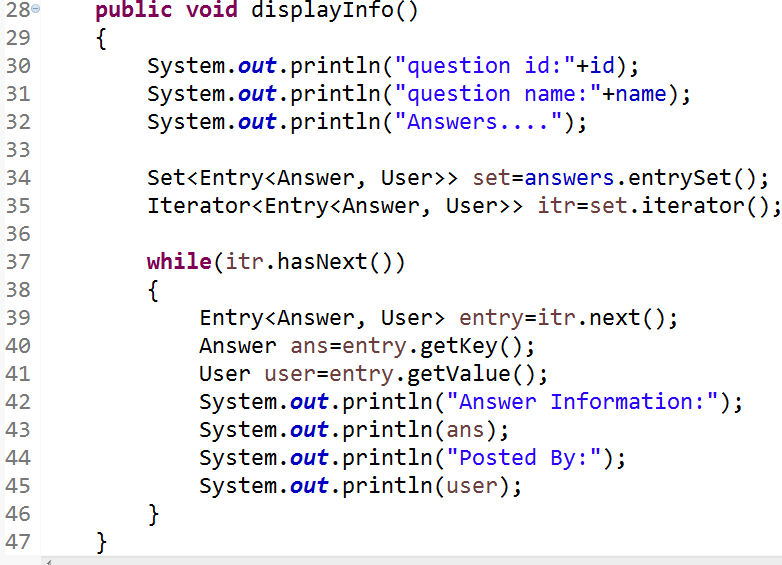 28 public void displayInfo()
29 {
30 System.out.println("question id:"+id);
31 System.out.println("question name:"+name);
32 System.out.println("Answers....");
33
34 Set<Entry<Answer, User>> set=answers.entrySet();
35 Iterator<Entry<Answer, User>> itr=set.iterator();
36
37 while(itr.hasNext())
38 {
39 Entry<Answer, User> entry=itr.next();
40 Answer ans=entry.getKey();
41 User user=entry.getValue();
42 System.out.println("Answer Information:");
43 System.out.println(ans);
44 System.out.println("Posted By:");
45 System.out.println(user);
46 }
47 }